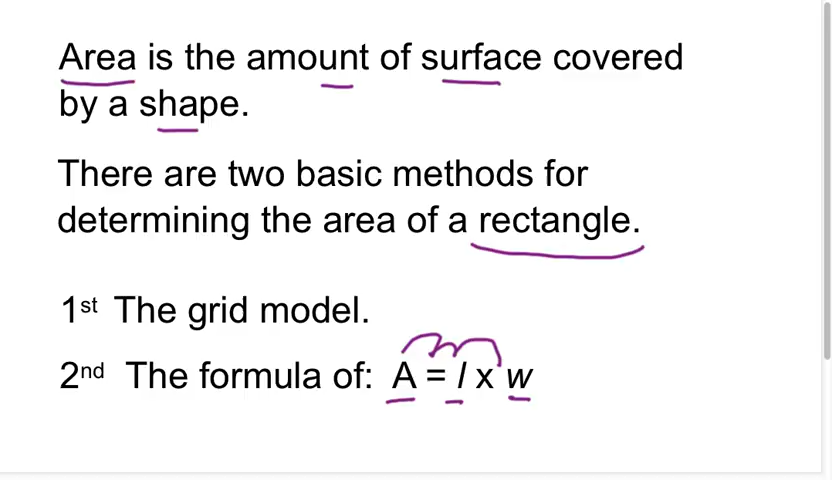 Area is the amount of surface covered
by a shape.
There are two basic methods for
determining the area of a rectangle.
1st The grid model.
2nd The formula of: A = l x w